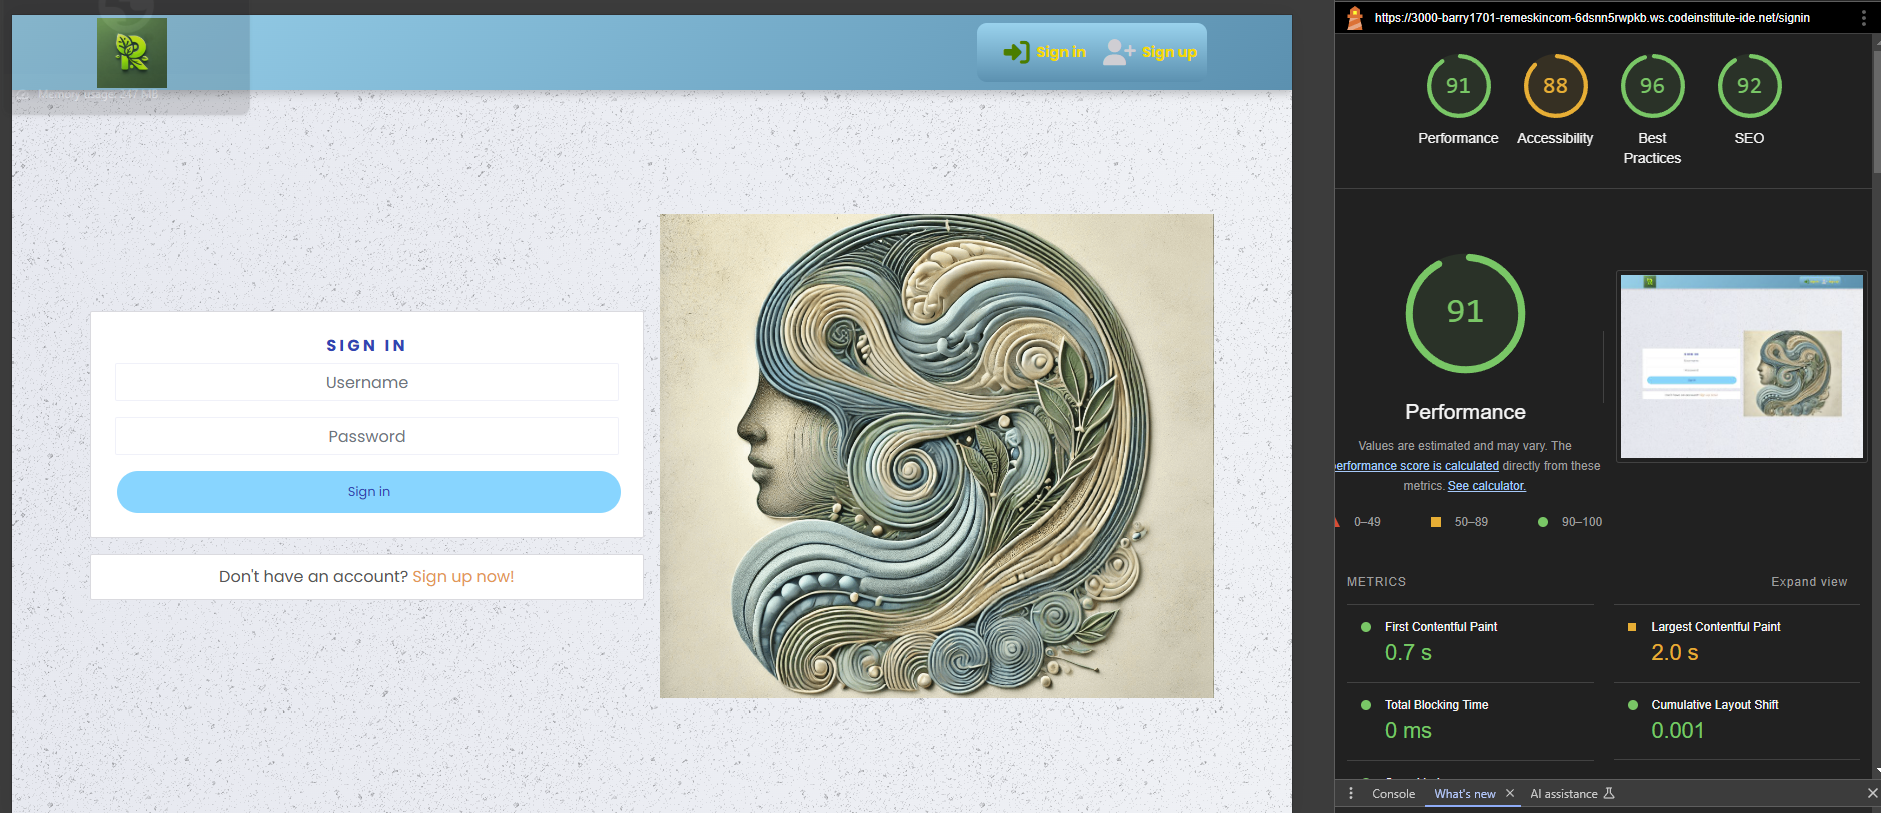 Sign in
Sign up
Memory usage 237 MB
SIGN IN
Username
Password
Sign in
Don't have an account? Sign up now!
https://3000-barry1701-remeskincom-6dsnn5rwpkb.ws.codeinstitute-ide.net/signin
91
88
96
92
Performance
Accessibility
Best
Practices
SEO
91
Performance
Values are estimated and may vary. The
performance score is calculated directly from these
metrics. See calculator.
0–49
50–89
90–100
METRICS
Expand view
First Contentful Paint
0.7 s
Largest Contentful Paint
2.0 s
Total Blocking Time
0 ms
Cumulative Layout Shift
0.001
Console
What's new
AI assistance